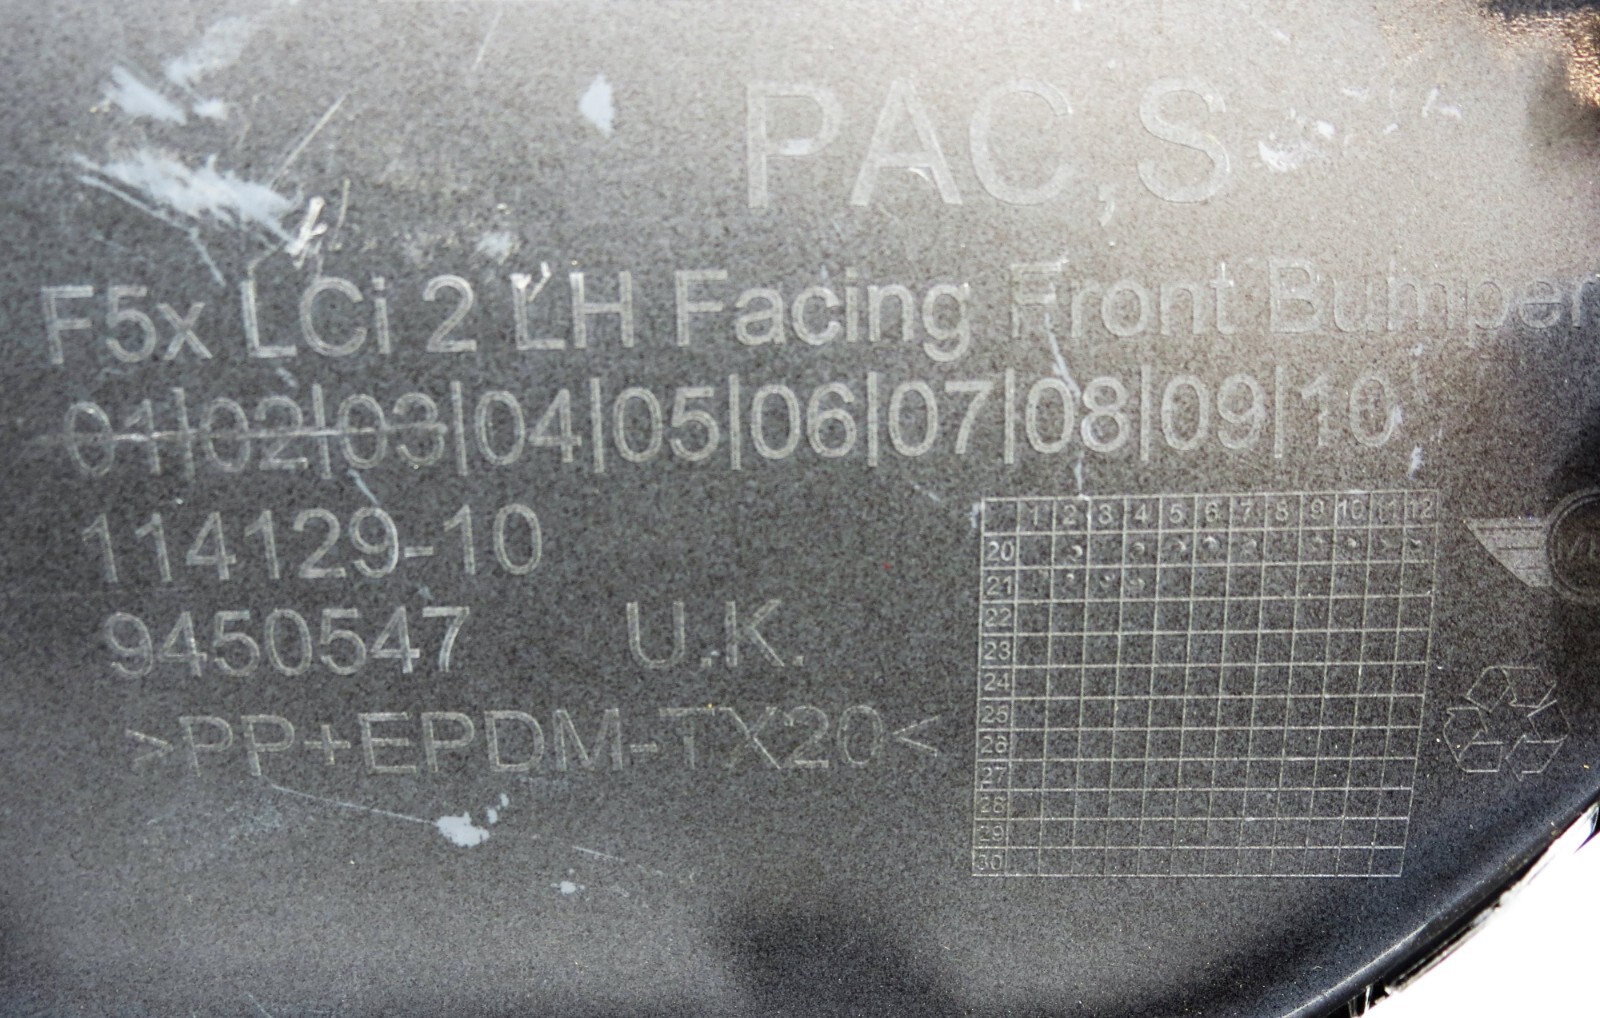 PAC,S
F5x LCi 2 LH Facing Front Bumper
01|02|03|04|05|06|07|08|09|10
114129-10
9450547 U.K.
>PP+EPDM-TX20<
1 2 3 4 5 6 7 8 9 10 11 12
20
21
22
23
24
25
26
27
28
29
30